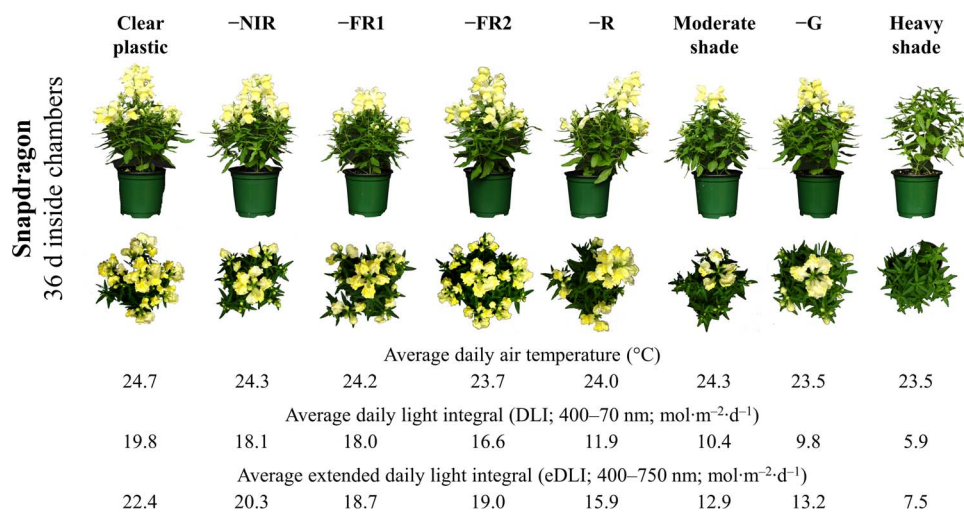 Clear plastic −NIR −FR1 −FR2 −R Moderate shade −G Heavy shade
Snapdragon
36 d inside chambers
Average daily air temperature (°C)
24.7 24.3 24.2 23.7 24.0 24.3 23.5 23.5
Average daily light integral (DLI; 400–70 nm; mol·m⁻²·d⁻¹)
19.8 18.1 18.0 16.6 11.9 10.4 9.8 5.9
Average extended daily light integral (eDLI; 400–750 nm; mol·m⁻²·d⁻¹)
22.4 20.3 18.7 19.0 15.9 12.9 13.2 7.5